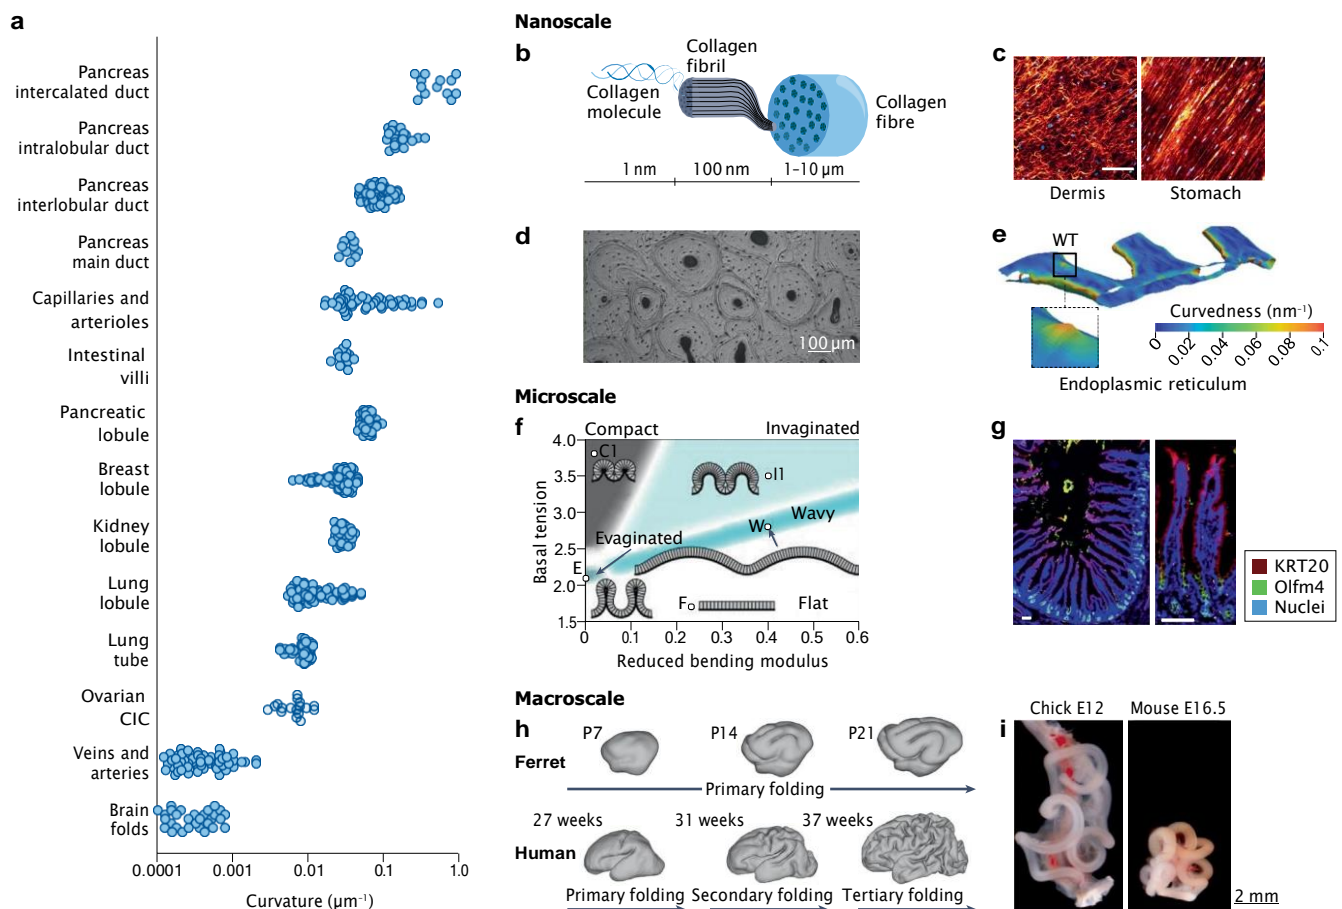 a
Pancreas
intercalated duct
Pancreas
intralobular duct
Pancreas
interlobular duct
Pancreas
main duct
Capillaries and
arterioles
Intestinal
villi
Pancreatic
lobule
Breast
lobule
Kidney
lobule
Lung
lobule
Lung
tube
Ovarian
CIC
Veins and
arteries
Brain
folds
0.0001 0.001 0.01 0.1 1.0
Curvature (µm⁻¹)
Nanoscale
b
Collagen
fibril
Collagen
molecule
Collagen
fibre
1 nm 100 nm 1–10 µm
c
Dermis Stomach
d
100 µm
e
WT
Curvedness (nm⁻¹)
0 0.02 0.04 0.06 0.08 0.1
Endoplasmic reticulum
Microscale
f
Compact Invaginated
Basal tension
4.0
3.5
3.0
2.5
2.0
1.5
C1
I1
Wavy
W
Evaginated
E
F
Flat
0 0.1 0.2 0.3 0.4 0.5 0.6
Reduced bending modulus
g
KRT20
Olfm4
Nuclei
Macroscale
h
P7 P14 P21
Ferret
Primary folding
27 weeks 31 weeks 37 weeks
Human
Primary folding Secondary folding Tertiary folding
i
Chick E12 Mouse E16.5
2 mm